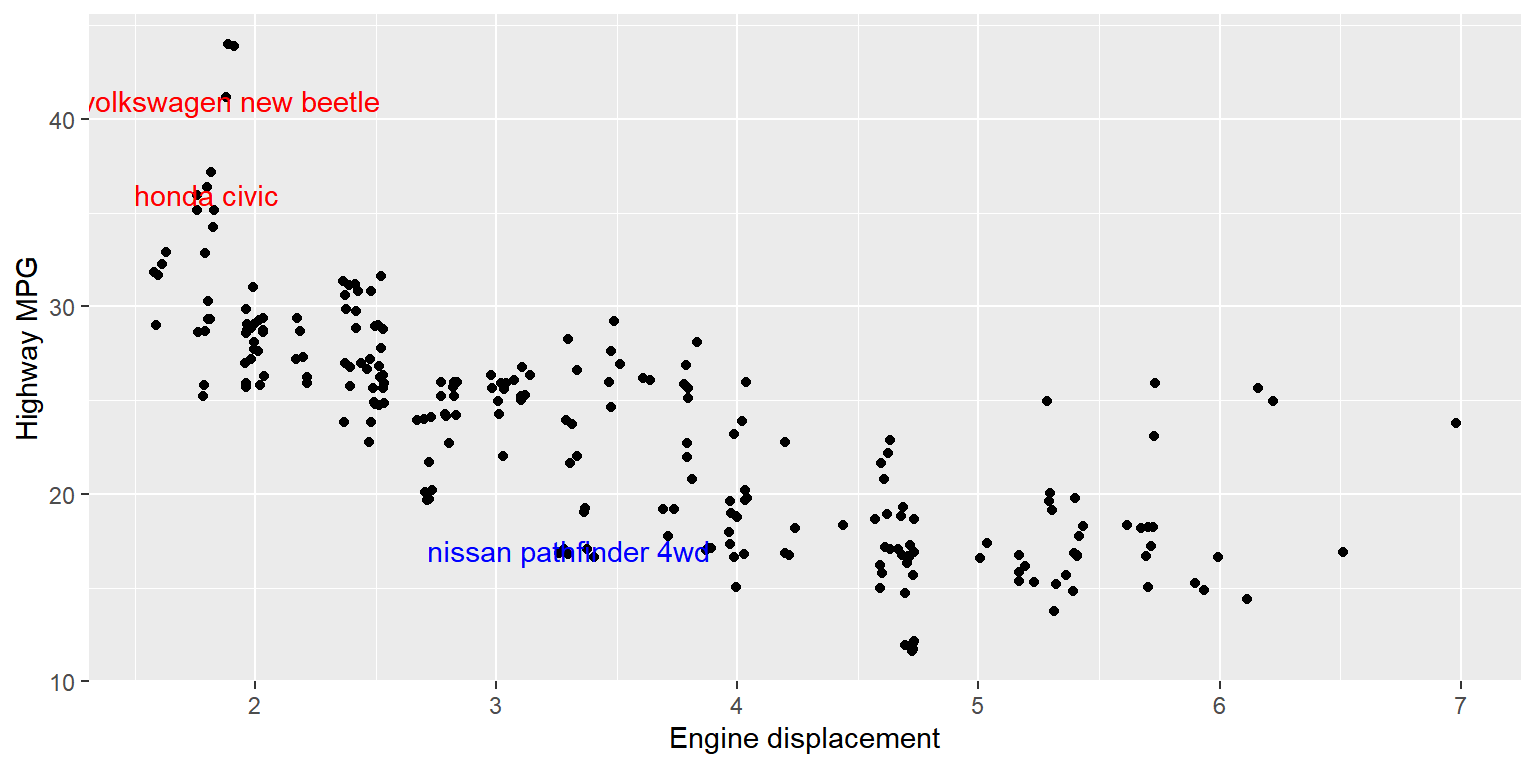 volkswagen new beetle
40
honda civic
30
Highway MPG
20
nissan pathfinder 4wd
10
2 3 4 5 6 7
Engine displacement